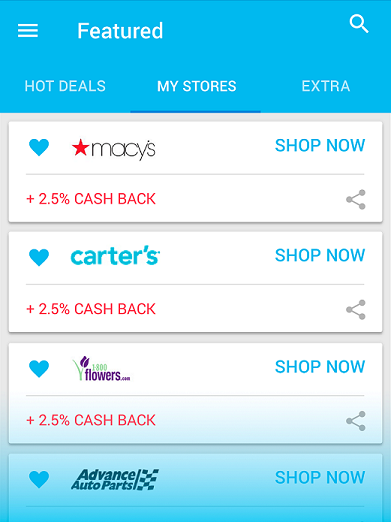 Featured
HOT DEALS MY STORES EXTRA
macy's SHOP NOW
+ 2.5% CASH BACK
carter's SHOP NOW
+ 2.5% CASH BACK
1800
flowers.com SHOP NOW
+ 2.5% CASH BACK
Advance
Auto Parts SHOP NOW